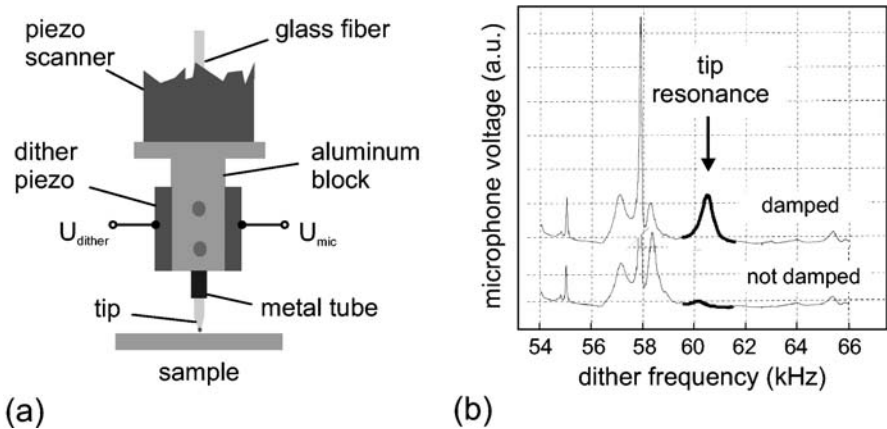 piezo
scanner
glass fiber
dither
piezo
aluminum
block
U_dither
U_mic
tip
metal tube
sample
(a)
microphone voltage (a.u.)
tip
resonance
damped
not damped
54 56 58 60 62 64 66
dither frequency (kHz)
(b)